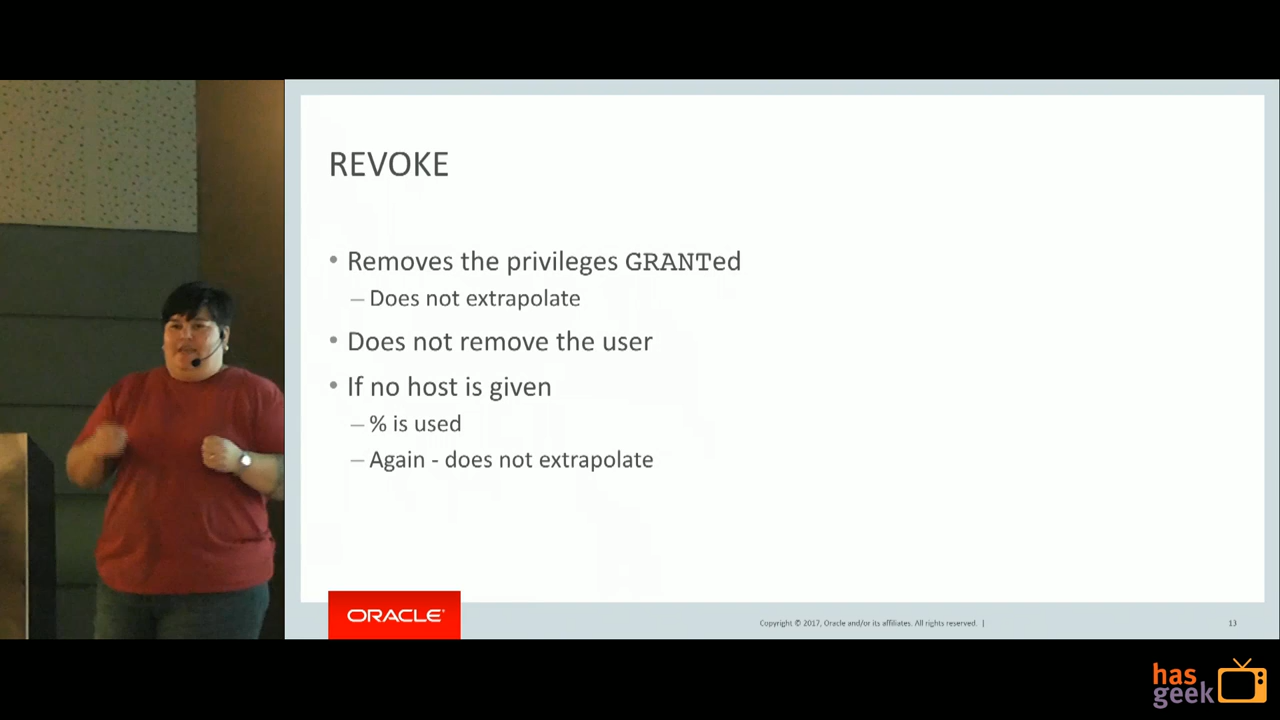 REVOKE
• Removes the privileges GRANTed
– Does not extrapolate
• Does not remove the user
• If no host is given
– % is used
– Again - does not extrapolate
ORACLE
Copyright © 2017, Oracle and/or its affiliates. All rights reserved. |
13
has
geek